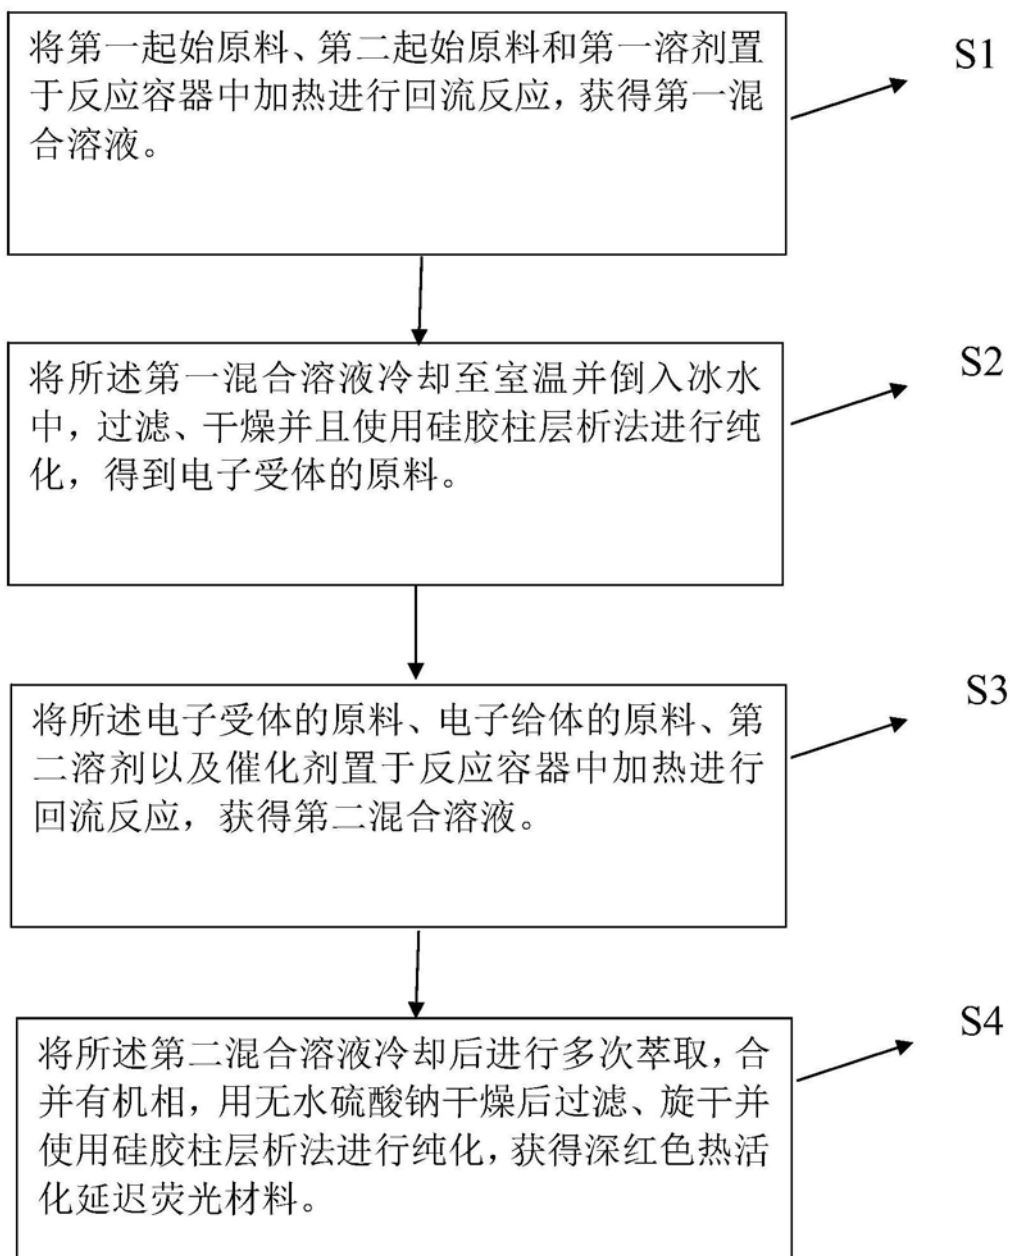 将第一起始原料、第二起始原料和第一溶剂置
于反应容器中加热进行回流反应，获得第一混
合溶液。
S1
将所述第一混合溶液冷却至室温并倒入冰水
中，过滤、干燥并且使用硅胶柱层析法进行纯
化，得到电子受体的原料。
S2
将所述电子受体的原料、电子给体的原料、第
二溶剂以及催化剂置于反应容器中加热进行
回流反应，获得第二混合溶液。
S3
将所述第二混合溶液冷却后进行多次萃取，合
并有机相，用无水硫酸钠干燥后过滤、旋干并
使用硅胶柱层析法进行纯化，获得深红色热活
化延迟荧光材料。
S4